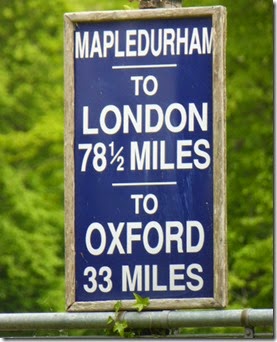 MAPLEDURHAM
TO
LONDON
78½ MILES
TO
OXFORD
33 MILES